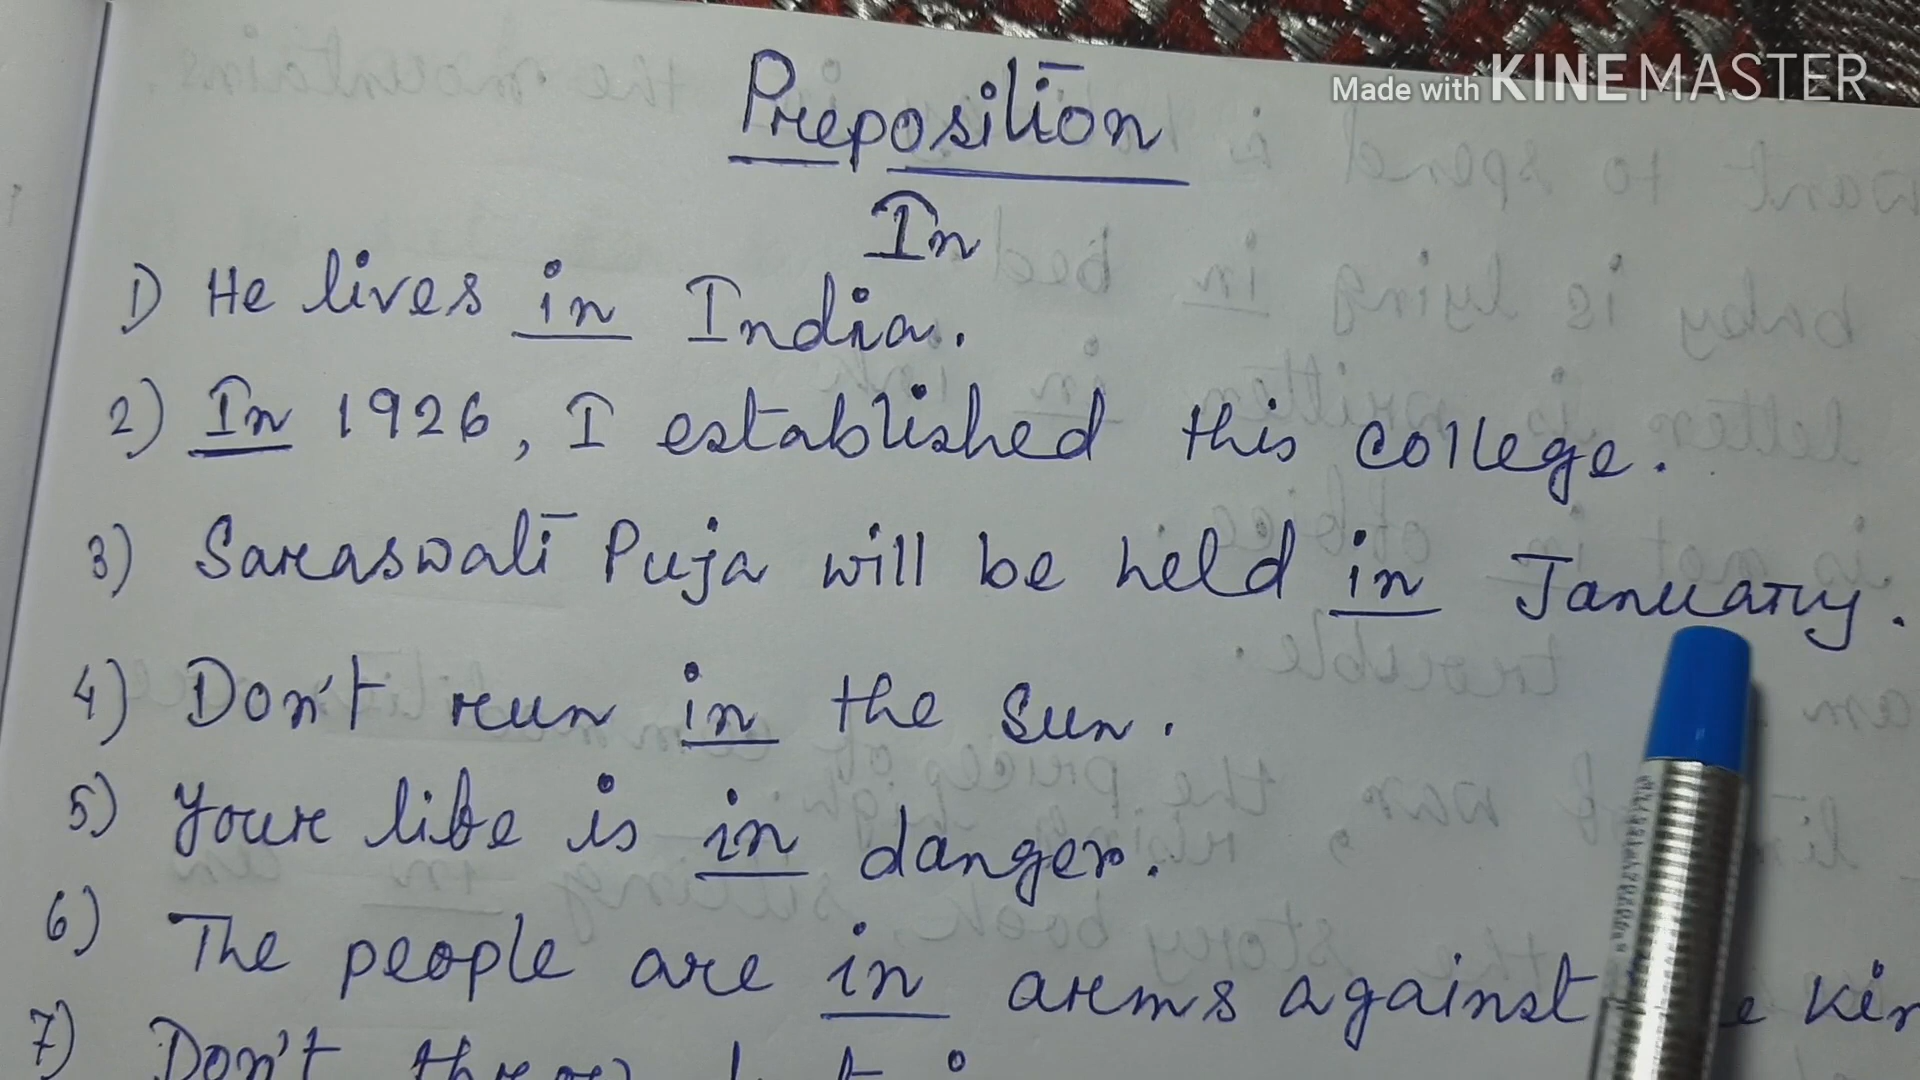 Made with KINEMASTER
Preposition
In
1) He lives in India.
2) In 1926, I established this college.
3) Saraswati Puja will be held in January.
4) Don't run in the sun.
5) Your life is in danger.
6) The people are in arms against
7) Don't